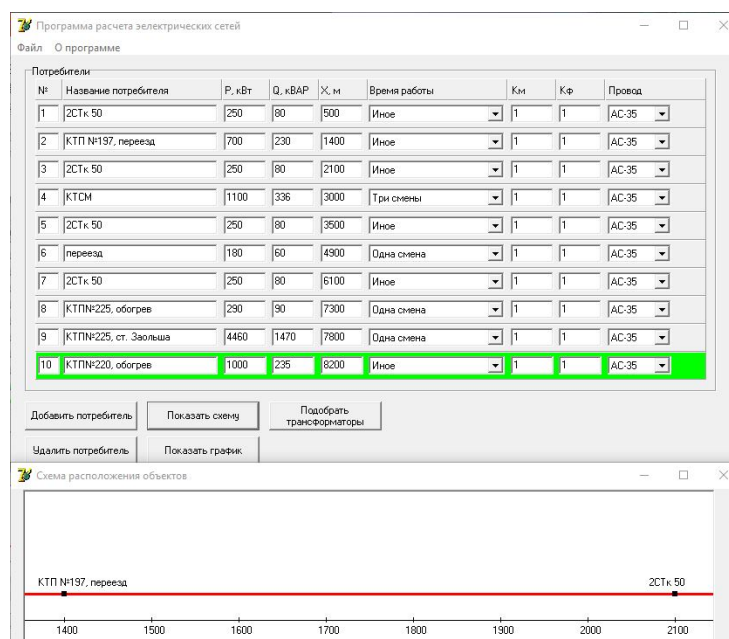 Программа расчета эелектрических сетей
Файл О программе
Потребители
№ Название потребителя P, кВт Q, кВАР X, м Время работы Км Кф Провод
1 2СТк 50 250 80 500 Иное 1 1 АС-35
2 КТП №197, переезд 700 230 1400 Иное 1 1 АС-35
3 2СТк 50 250 80 2100 Иное 1 1 АС-35
4 КТСМ 1100 336 3000 Три смены 1 1 АС-35
5 2СТк 50 250 80 3500 Иное 1 1 АС-35
6 переезд 180 60 4900 Одна смена 1 1 АС-35
7 2СТк 50 250 80 6100 Иное 1 1 АС-35
8 КТП№225, обогрев 290 90 7300 Одна смена 1 1 АС-35
9 КТП№225, ст. Заольша 4460 1470 7800 Одна смена 1 1 АС-35
10 КТП№220, обогрев 1000 235 8200 Иное 1 1 АС-35
Добавить потребитель Показать схему Подобрать
трансформаторы
Удалить потребитель Показать график
Схема расположения объектов
КТП №197, переезд 2СТк 50
1400 1500 1600 1700 1800 1900 2000 2100